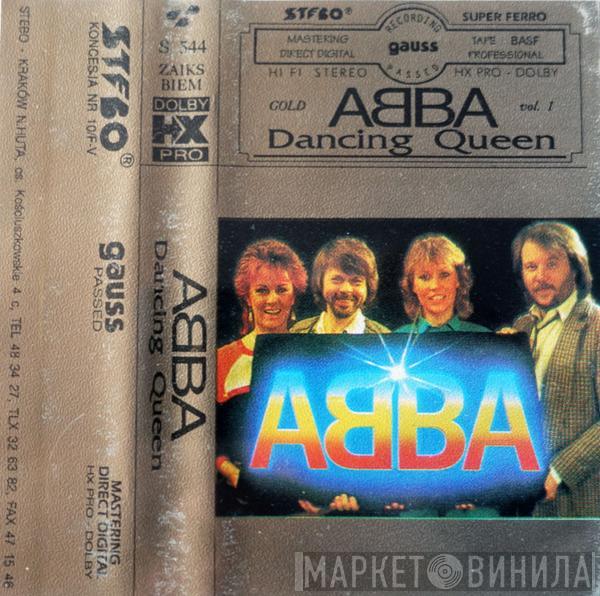 STEBO • KRAKÓW N.HUTA, os. Kościuszkowskie 4 c, TEL 48 34 27, TLX 32 63 82, FAX 47 15 46
STEBO®
KONCESJA NR 10/F-V
gauss
PASSED
MASTERING
DIRECT DIGITAL
HX PRO - DOLBY
S 544
ZAIKS
BIEM
DOLBY
HX
PRO
ABBA
Dancing Queen
STEBO®
SUPER FERRO
RECORDING
gauss
PASSED
MASTERING
DIRECT DIGITAL
TAPE : BASF
PROFESSIONAL
HI FI STEREO
HX PRO - DOLBY
GOLD
ABBA
vol. 1
Dancing Queen
ABBA
МАРКЕТ ВИНИЛА